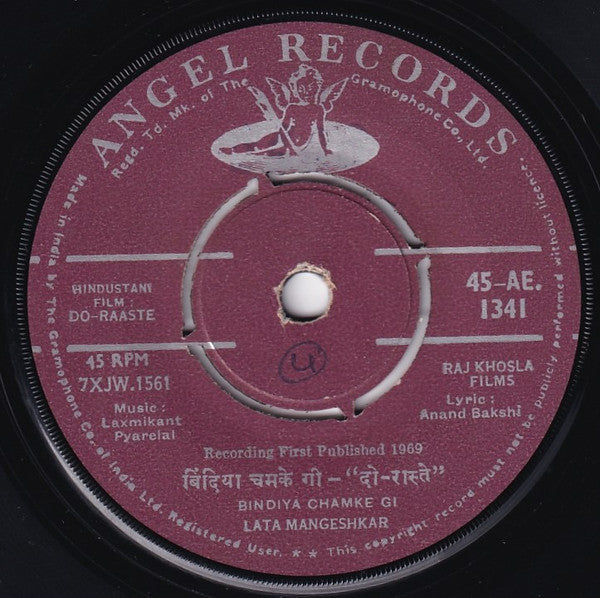 ANGEL RECORDS
Regd. Td. Mk. of The Gramophone Co., Ltd.
HINDUSTANI
FILM :
DO-RAASTE
45-AE.
1341
45 RPM
7XJW.1561
RAJ KHOSLA
FILMS
Music :
Laxmikant
Pyarelal
Lyric :
Anand Bakshi
u
Recording First Published 1969
बिंदिया चमके गी - "दो-रास्ते"
BINDIYA CHAMKE GI
LATA MANGESHKAR
Made in India by The Gramophone Co. of India Ltd. Registered User. ★ ★ This copyright record must not be publicly performed without licence.